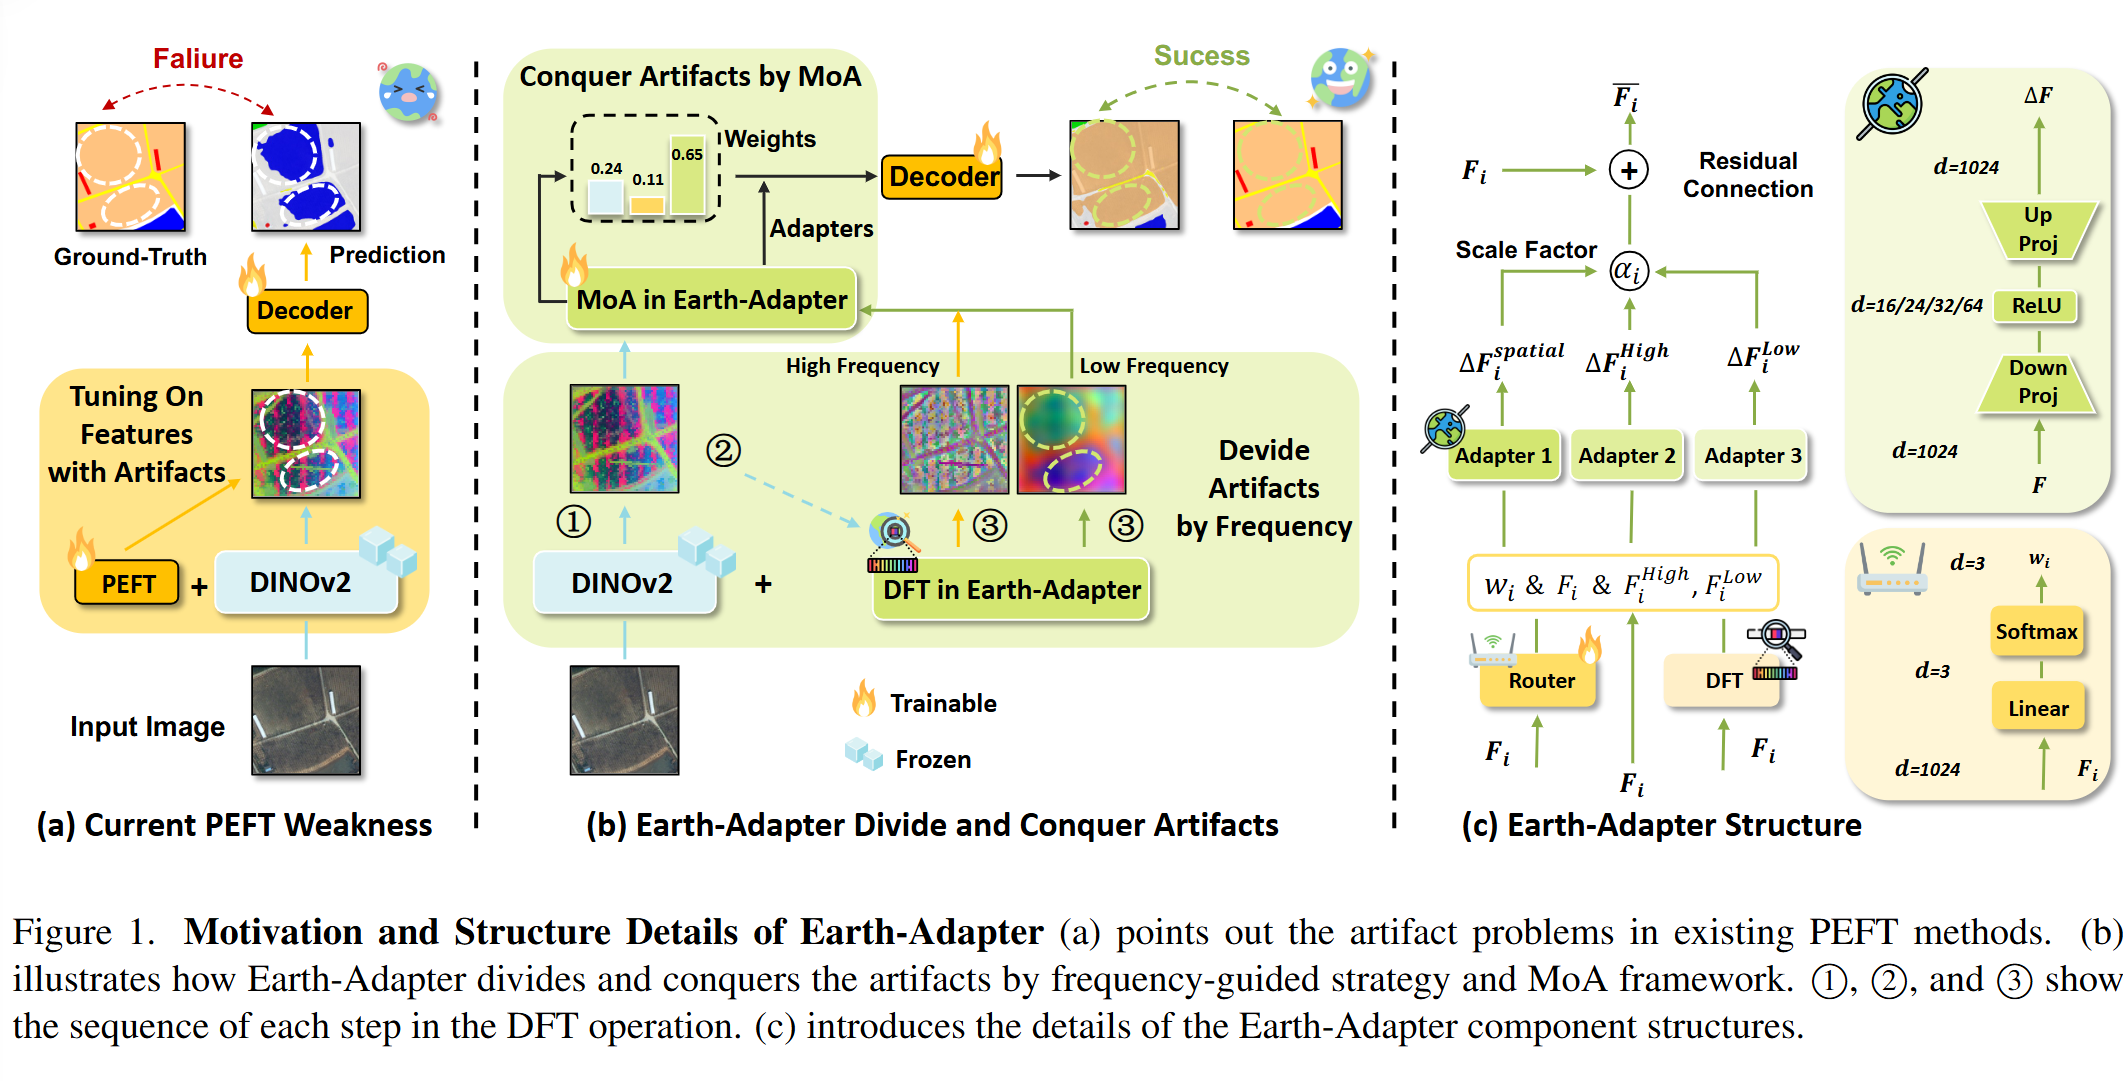 Faliure
Ground-Truth
Prediction
Decoder
Tuning On
Features
with Artifacts
PEFT
+
DINOv2
Input Image
(a) Current PEFT Weakness
Conquer Artifacts by MoA
0.24
0.11
0.65
Weights
Adapters
MoA in Earth-Adapter
Decoder
Sucess
High Frequency
Low Frequency
①
②
③
③
Devide
Artifacts
by Frequency
DINOv2
+
DFT in Earth-Adapter
Trainable
Frozen
(b) Earth-Adapter Divide and Conquer Artifacts
$\overline{F_i}$
$F_i$
+
Residual
Connection
Scale Factor
$\alpha_i$
$\Delta F_i^{spatial}$
$\Delta F_i^{High}$
$\Delta F_i^{Low}$
Adapter 1
Adapter 2
Adapter 3
$w_i$ & $F_i$ & $F_i^{High}, F_i^{Low}$
Router
DFT
$F_i$
$F_i$
$F_i$
(c) Earth-Adapter Structure
ΔF
d=1024
Up
Proj
d=16/24/32/64
ReLU
Down
Proj
d=1024
F
d=3
$w_i$
Softmax
d=3
Linear
d=1024
$F_i$
Figure 1. Motivation and Structure Details of Earth-Adapter (a) points out the artifact problems in existing PEFT methods. (b)
illustrates how Earth-Adapter divides and conquers the artifacts by frequency-guided strategy and MoA framework. ①, ②, and ③ show
the sequence of each step in the DFT operation. (c) introduces the details of the Earth-Adapter component structures.